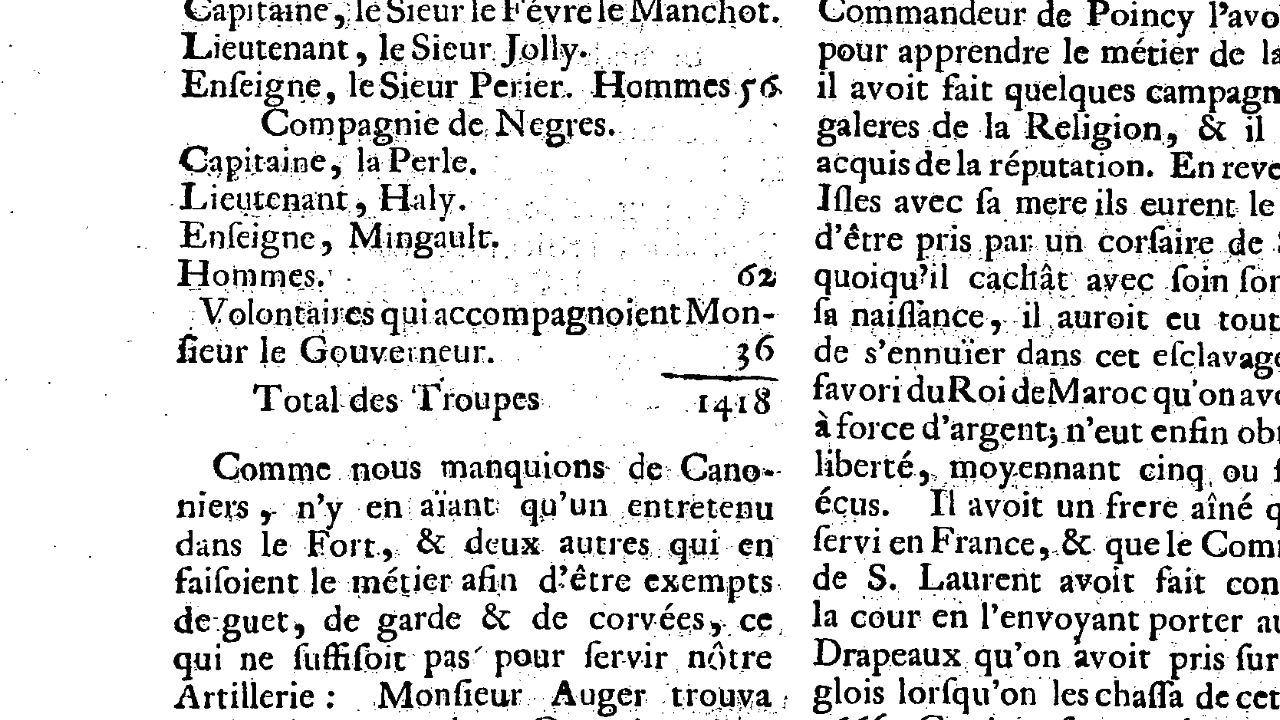 Capitaine, le Sieur le Févre le Manchot.
Lieutenant, le Sieur Jolly.
Enſeigne, le Sieur Perier. Hommes 56
Compagnie de Negres.
Capitaine, la Perle.
Lieutenant, Haly.
Enſeigne, Mingault.
Hommes. 62
Volontaires qui accompagnoient Mon-
ſieur le Gouverneur. 36
Total des Troupes 1418
Comme nous manquions de Cano-
niers, n'y en aïant qu'un entretenu
dans le Fort, & deux autres qui en
faiſoient le métier afin d'être exempts
de guet, de garde & de corvées, ce
qui ne ſuffiſoit pas pour ſervir nôtre
Artillerie: Monſieur Auger trouva
Commandeur de Poincy l'avo
pour apprendre le métier de la
il avoit fait quelques campagn
galeres de la Religion, & il
acquis de la réputation. En reve
Iſles avec ſa mere ils eurent le
d'être pris par un corſaire de
quoiqu'il cachât avec ſoin ſon
ſa naiſſance, il auroit eu tout
de s'ennuïer dans cet eſclavage
favori du Roi de Maroc qu'on avo
à force d'argent; n'eut enfin obt
liberté, moyennant cinq ou
écus. Il avoit un frere aîné q
ſervi en France, & que le Com
de S. Laurent avoit fait con
la cour en l'envoyant porter au
Drapeaux qu'on avoit pris ſur
glois lorſqu'on les chaſſa de cet